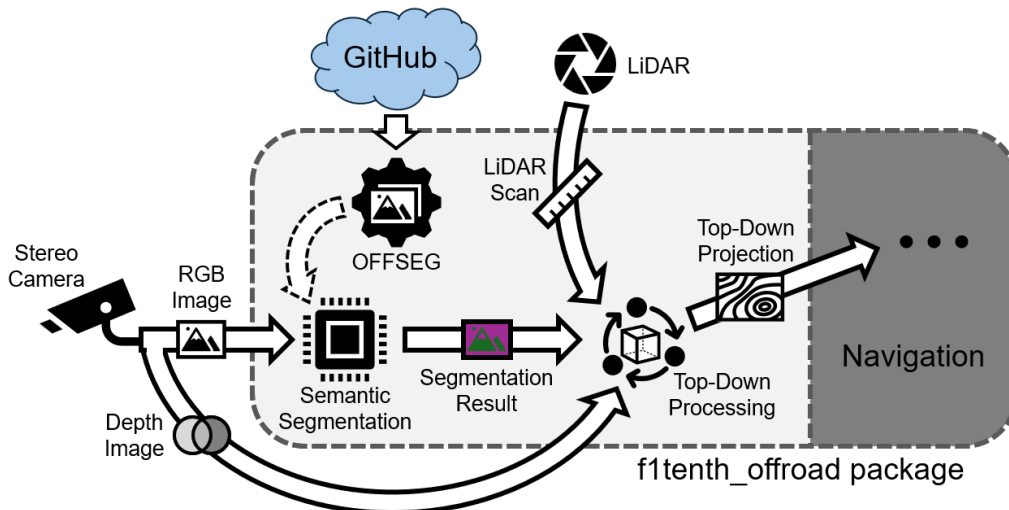 GitHub
LiDAR
LiDAR
Scan
OFFSEG
Top-Down
Projection
Stereo
Camera
RGB
Image
Navigation
Semantic
Segmentation
Segmentation
Result
Top-Down
Processing
Depth
Image
f1tenth_offroad package